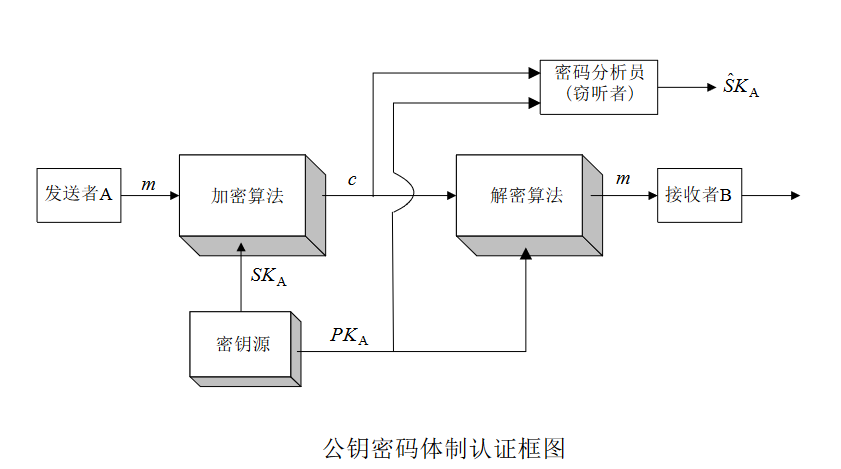 密码分析员
(窃听者)
ŜK_A
发送者A
m
加密算法
c
解密算法
m
接收者B
SK_A
密钥源
PK_A
公钥密码体制认证框图